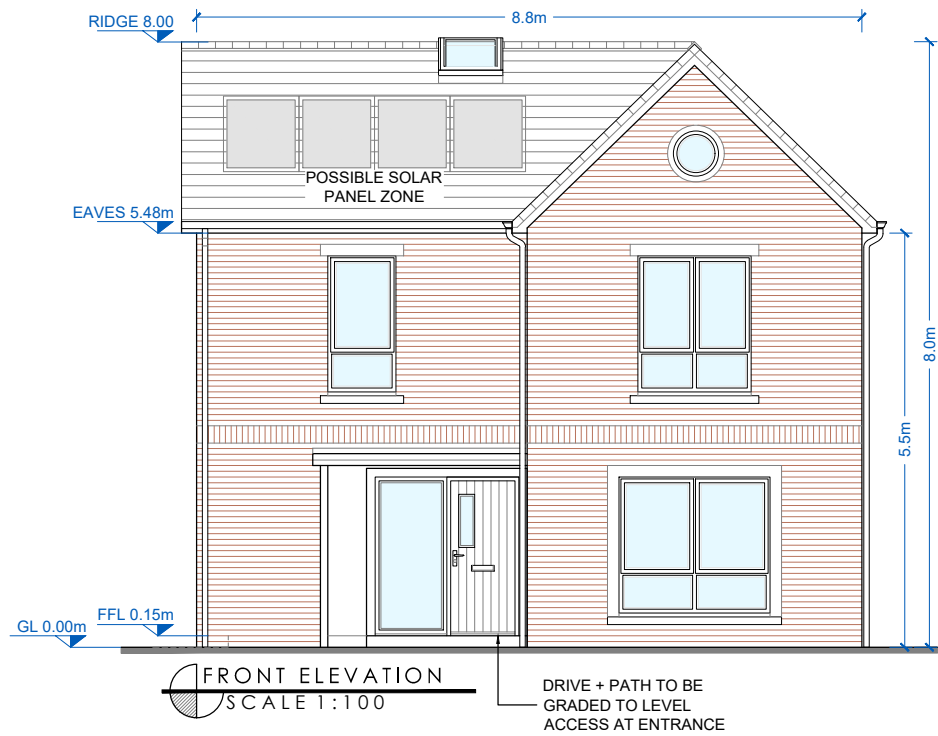 8.8m
RIDGE 8.00
POSSIBLE SOLAR
PANEL ZONE
EAVES 5.48m
8.0m
5.5m
FFL 0.15m
GL 0.00m
FRONT ELEVATION
SCALE 1:100
DRIVE + PATH TO BE
GRADED TO LEVEL
ACCESS AT ENTRANCE